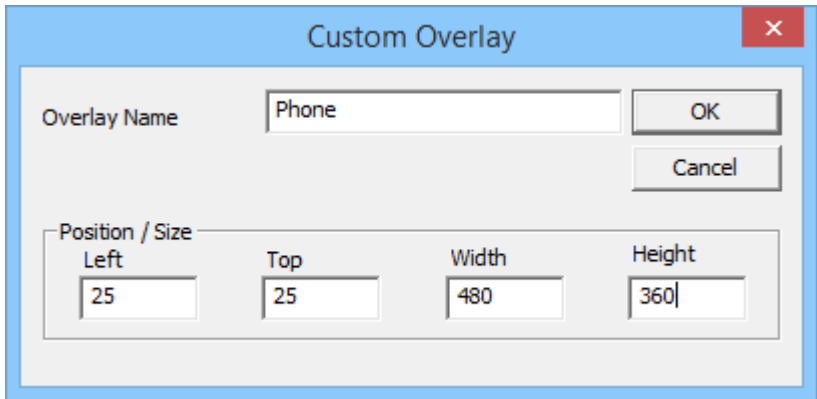 Custom Overlay
Overlay Name Phone OK
Cancel
Position / Size
Left Top Width Height
25 25 480 360